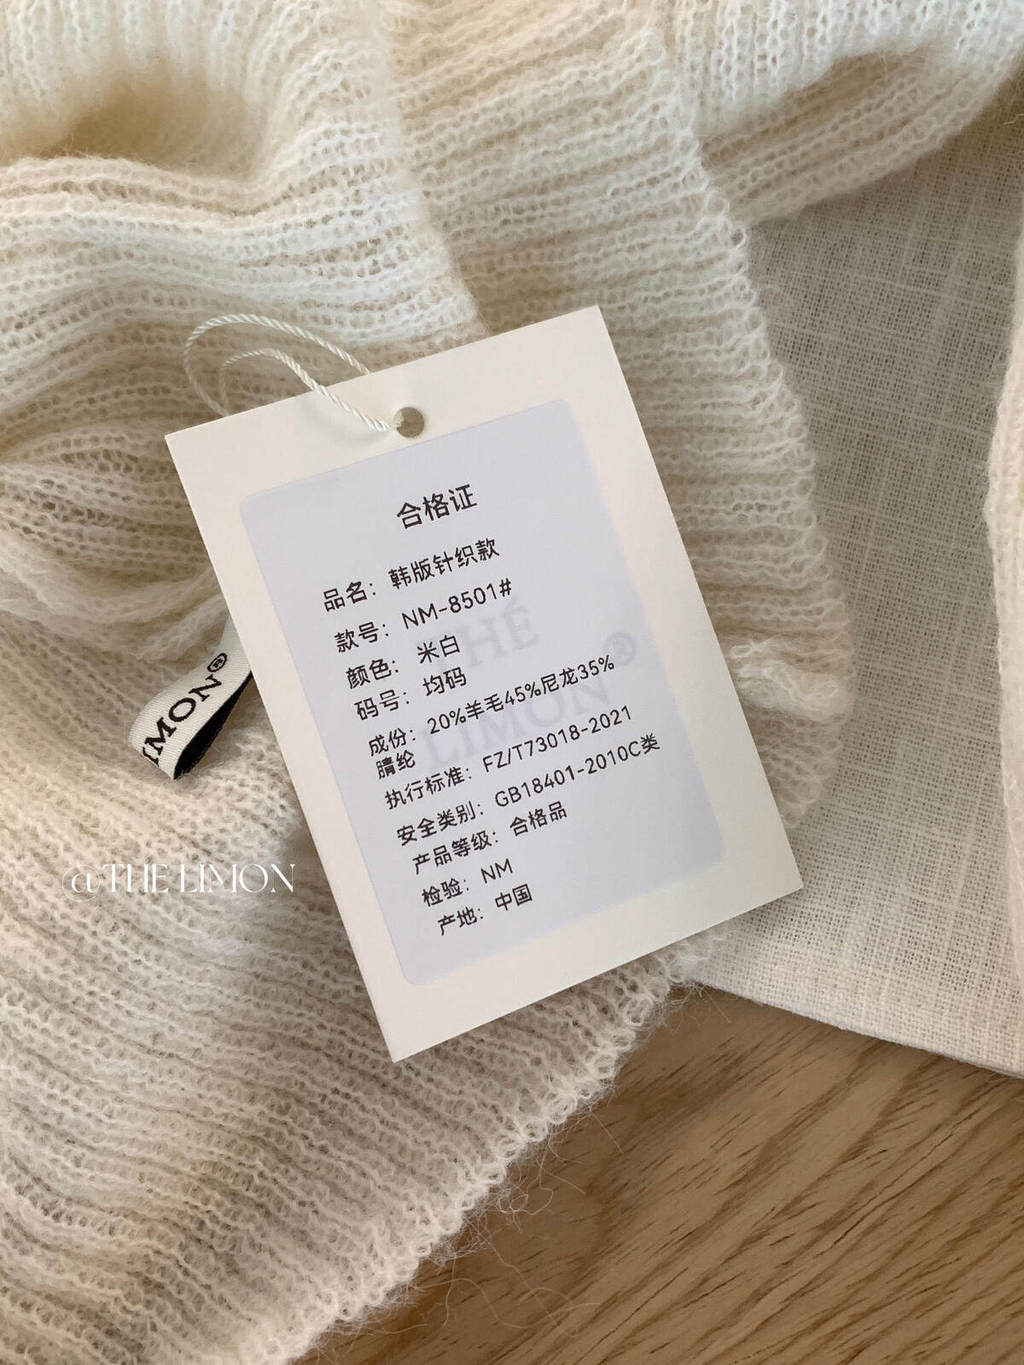 合格证
品名：韩版针织款
款号：NM-8501#
颜色：米白
码号：均码
成份：20%羊毛45%尼龙35%
腈纶
执行标准：FZ/T73018-2021
安全类别：GB18401-2010C类
产品等级：合格品
检验：NM
产地：中国
THÉ
LIMON®
IMON®
@THE LIMON